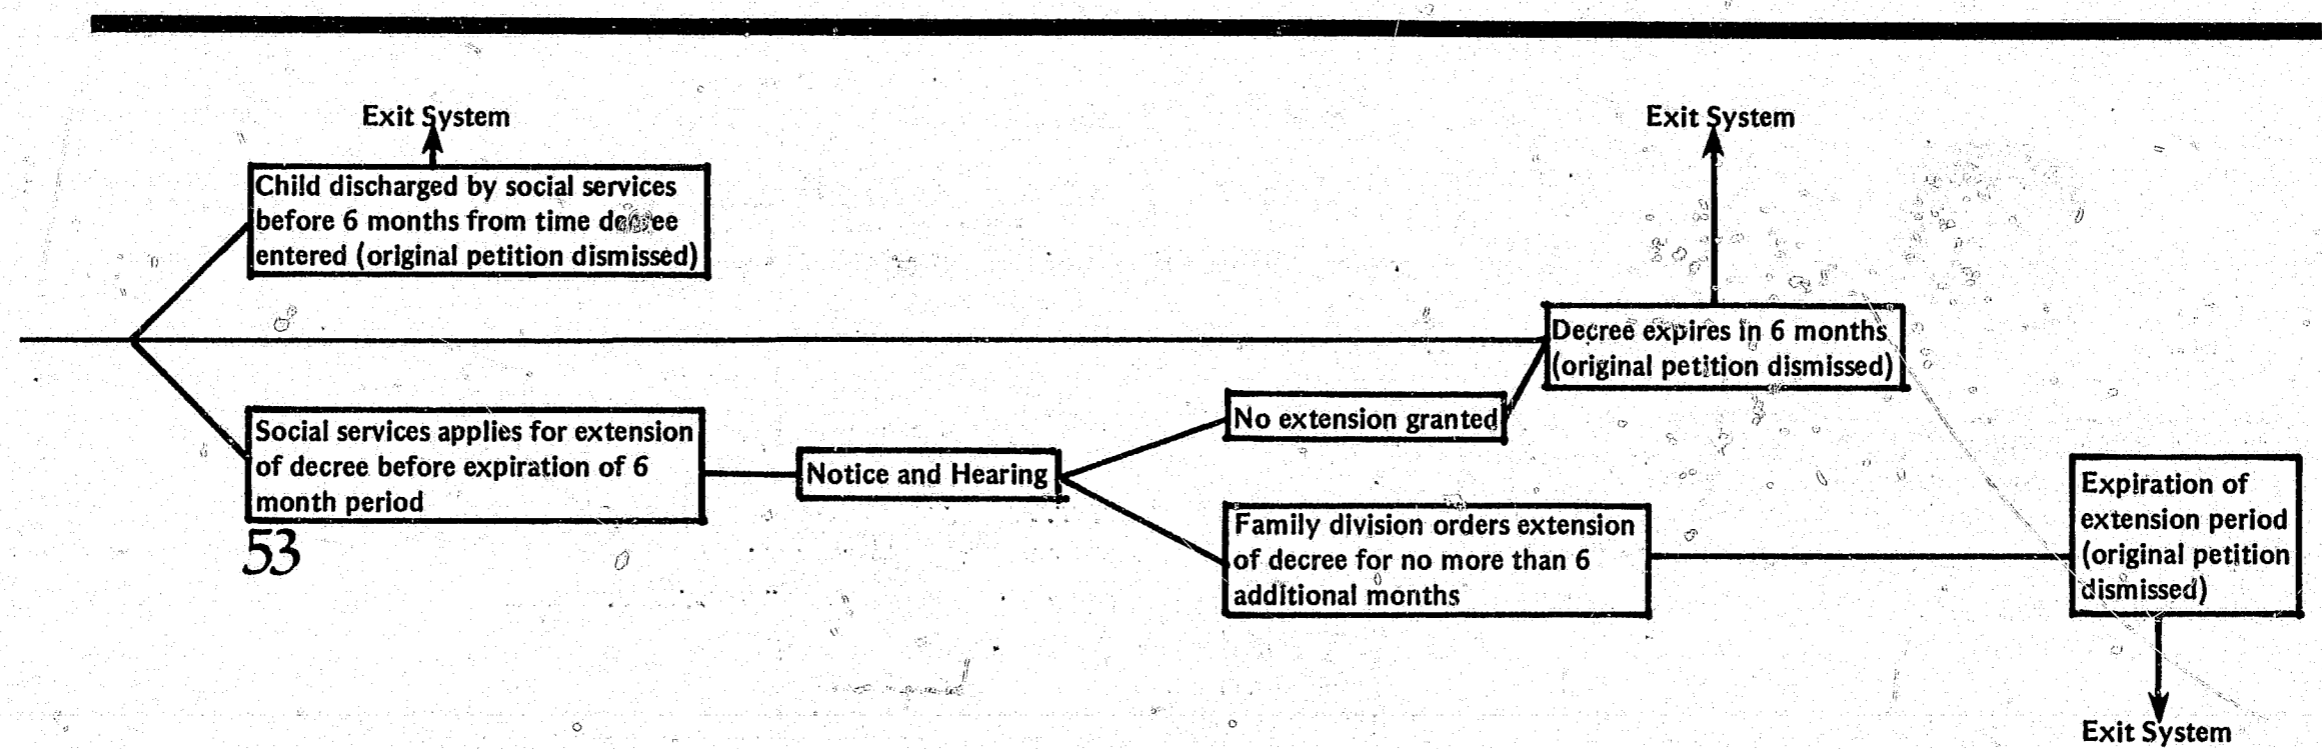 Exit System
Child discharged by social services
before 6 months from time decree
entered (original petition dismissed)
Social services applies for extension
of decree before expiration of 6
month period
53
Notice and Hearing
No extension granted
Family division orders extension
of decree for no more than 6
additional months
Exit System
Decree expires in 6 months
(original petition dismissed)
Expiration of
extension period
(original petition
dismissed)
Exit System